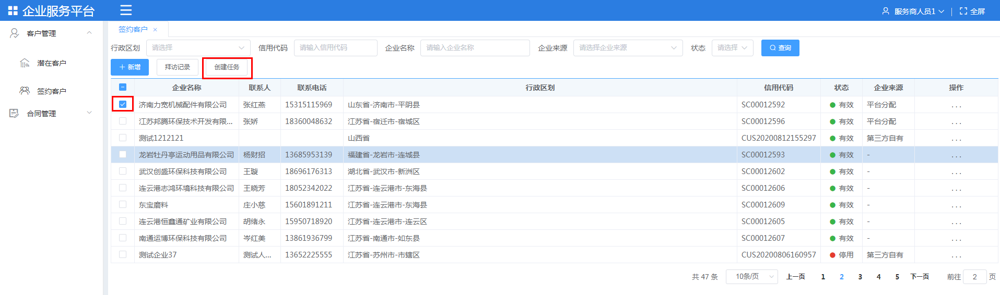 企业服务平台
服务商人员1 | 全屏
客户管理
潜在客户
签约客户
合同管理
签约客户 ×
行政区划 请选择 信用代码 请输入信用代码 企业名称 请输入企业名称 企业来源 请选择企业来源 状态 请选择 查询
+ 新增 拜访记录 创建任务
企业名称 联系人 联系电话 行政区划 信用代码 状态 企业来源 操作
济南力宽机械配件有限公司 张红燕 15315115969 山东省-济南市-平阴县 SC00012592 有效 平台分配 ...
江苏邦腾环保技术开发有限... 张娇 18360048632 江苏省-宿迁市-宿城区 SC00012596 有效 平台分配 ...
测试1212121 山西省 CUS20200812155297 有效 第三方自有 ...
龙岩牡丹亭运动用品有限公司 杨财招 13685953139 福建省-龙岩市-连城县 SC00012593 有效 - ...
武汉创盛环保科技有限公司 王璇 18696176313 湖北省-武汉市-新洲区 SC00012602 有效 - ...
连云港志鸿环境科技有限公司 王晓芳 18052342022 江苏省-连云港市-东海县 SC00012606 有效 - ...
东宝磨料 庄小慈 15601891211 江苏省-连云港市-东海县 SC00012609 有效 - ...
连云港恒鑫通矿业有限公司 胡绪永 15950718920 江苏省-连云港市-连云区 SC00012605 有效 - ...
南通运博环保科技有限公司 岑红美 13861936799 江苏省-南通市-如东县 SC00012607 有效 - ...
测试企业37 测试人... 13652225555 江苏省-苏州市-市辖区 CUS20200806160957 停用 第三方自有 ...
共 47 条 10条/页 上一页 1 2 3 4 5 下一页 前往 2 页